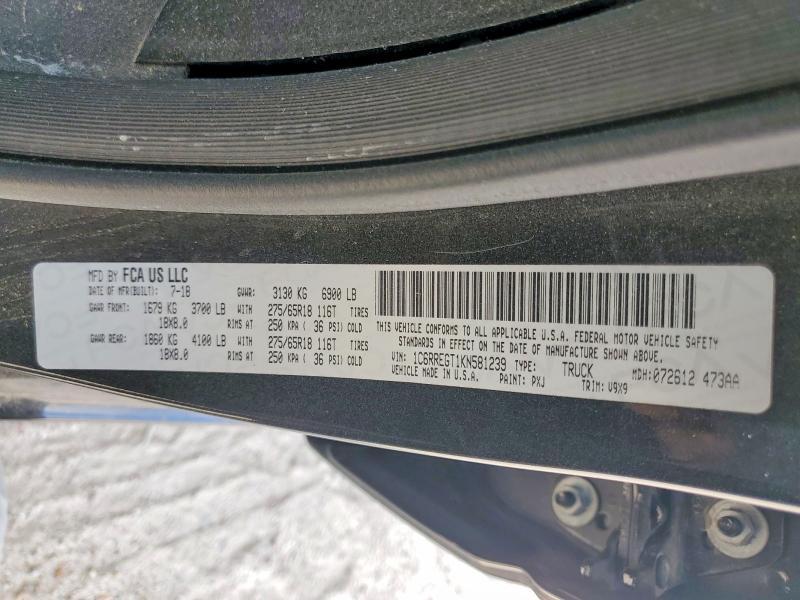 MFD BY FCA US LLC
DATE OF MFR(BUILT): 7-18 GVWR: 3130 KG 6900 LB
GAWR FRONT: 1679 KG 3700 LB WITH 275/65R18 116T TIRES
18X8.0 RIMS AT 250 KPA ( 36 PSI) COLD
GAWR REAR: 1860 KG 4100 LB WITH 275/65R18 116T TIRES
18X8.0 RIMS AT 250 KPA ( 36 PSI) COLD
THIS VEHICLE CONFORMS TO ALL APPLICABLE U.S.A. FEDERAL MOTOR VEHICLE SAFETY
STANDARDS IN EFFECT ON THE DATE OF MANUFACTURE SHOWN ABOVE.
VIN: 1C6RREGT1KN581239 TYPE: TRUCK MDH:072612 473AA
VEHICLE MADE IN U.S.A. PAINT: PXJ TRIM: V9X9